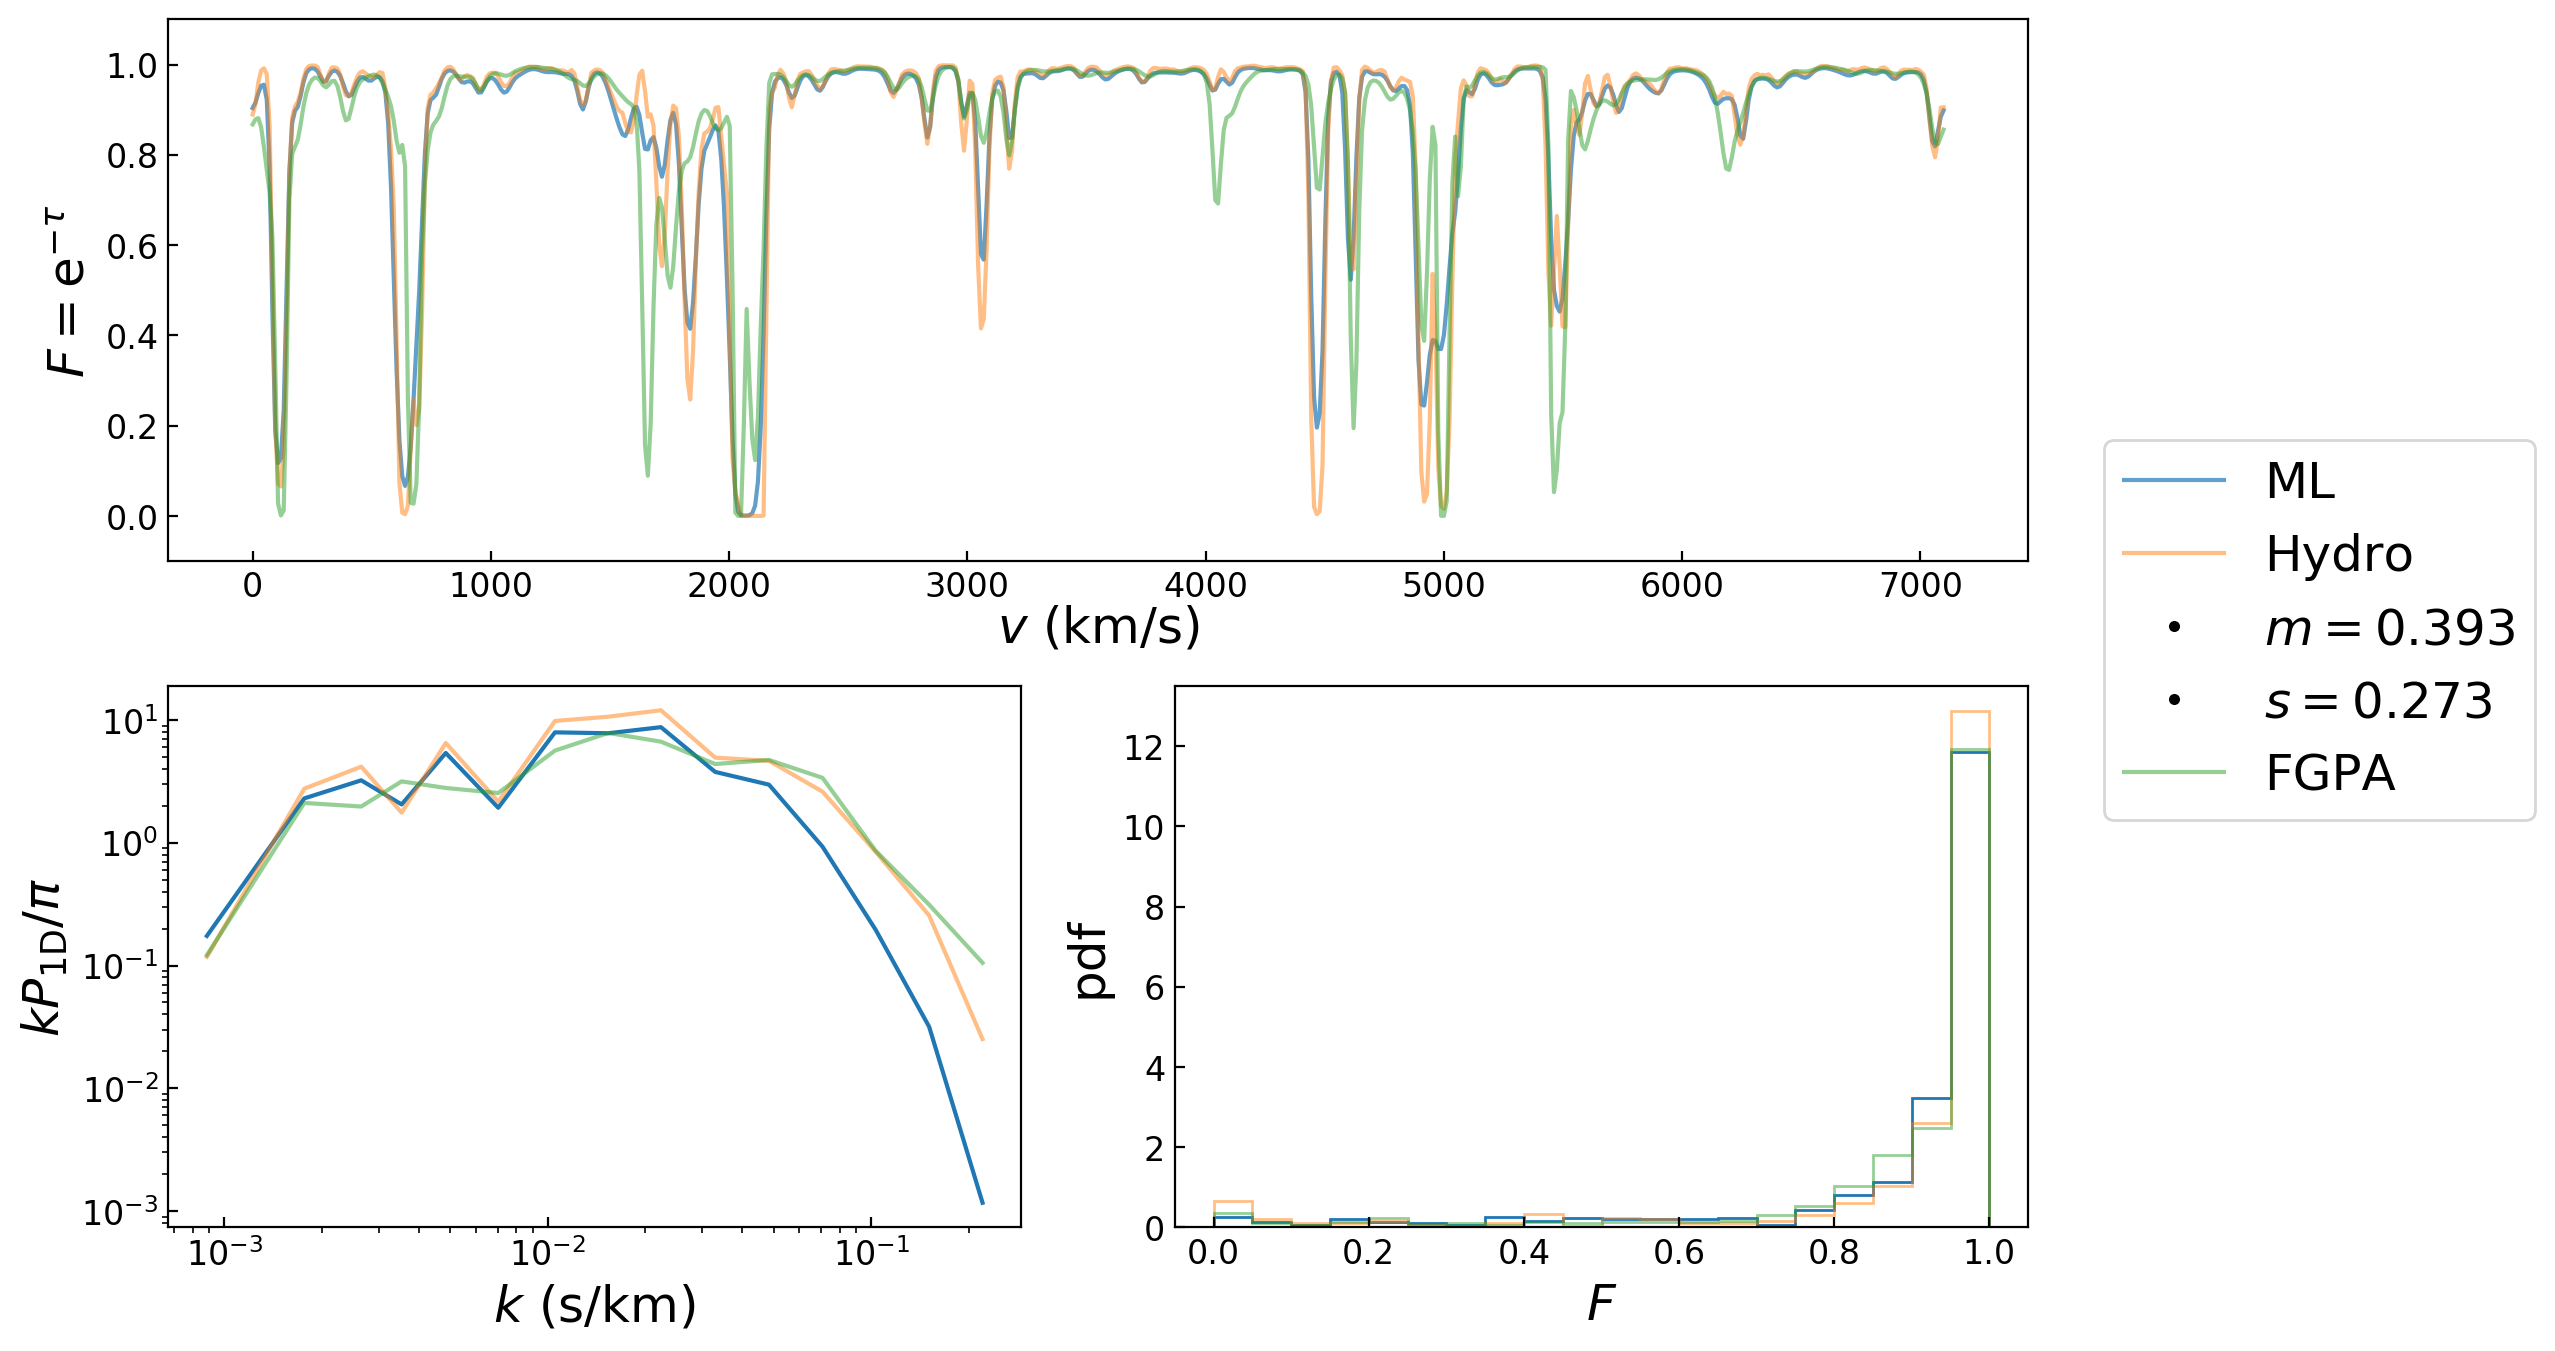 F = e^{-τ}
1.0
0.8
0.6
0.4
0.2
0.0
0 1000 2000 3000 4000 5000 6000 7000
v (km/s)
ML
Hydro
m = 0.393
s = 0.273
FGPA
kP_{1D}/π
10^1
10^0
10^{-1}
10^{-2}
10^{-3}
10^{-3} 10^{-2} 10^{-1}
k (s/km)
pdf
12
10
8
6
4
2
0
0.0 0.2 0.4 0.6 0.8 1.0
F